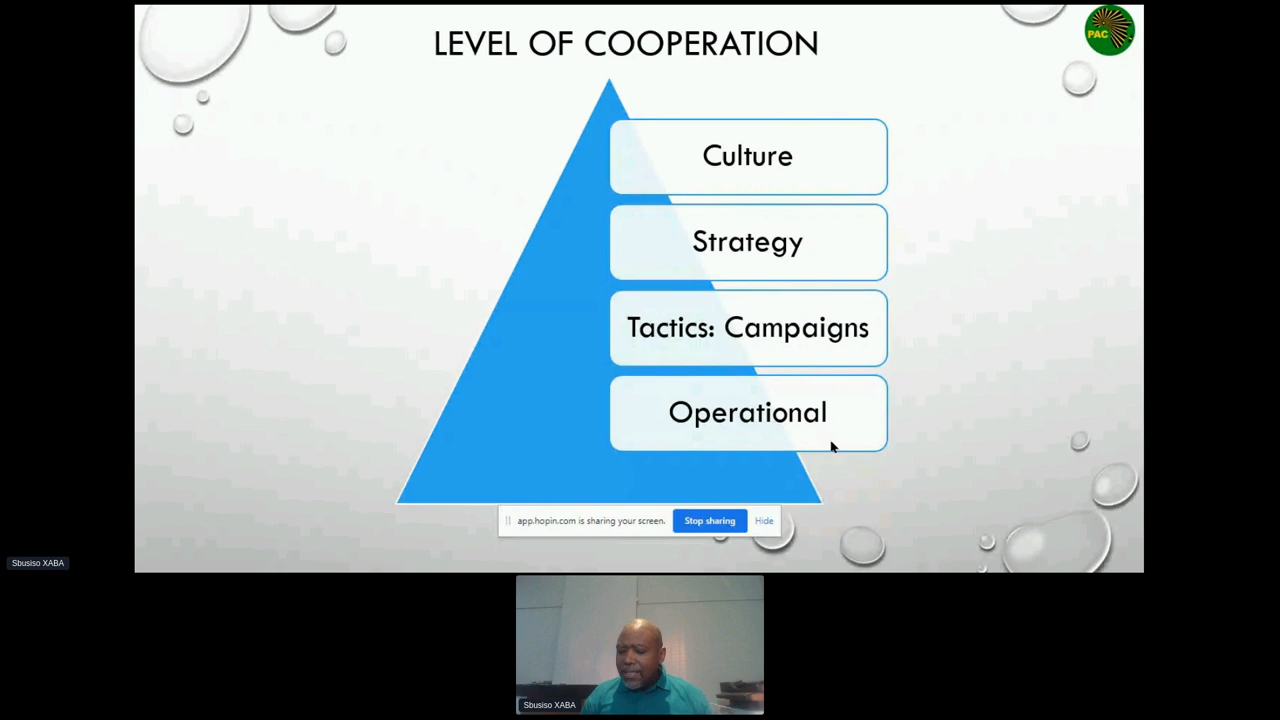 LEVEL OF COOPERATION
PAC
Culture
Strategy
Tactics: Campaigns
Operational
app.hopin.com is sharing your screen. Stop sharing Hide
Sbusiso XABA
Sbusiso XABA